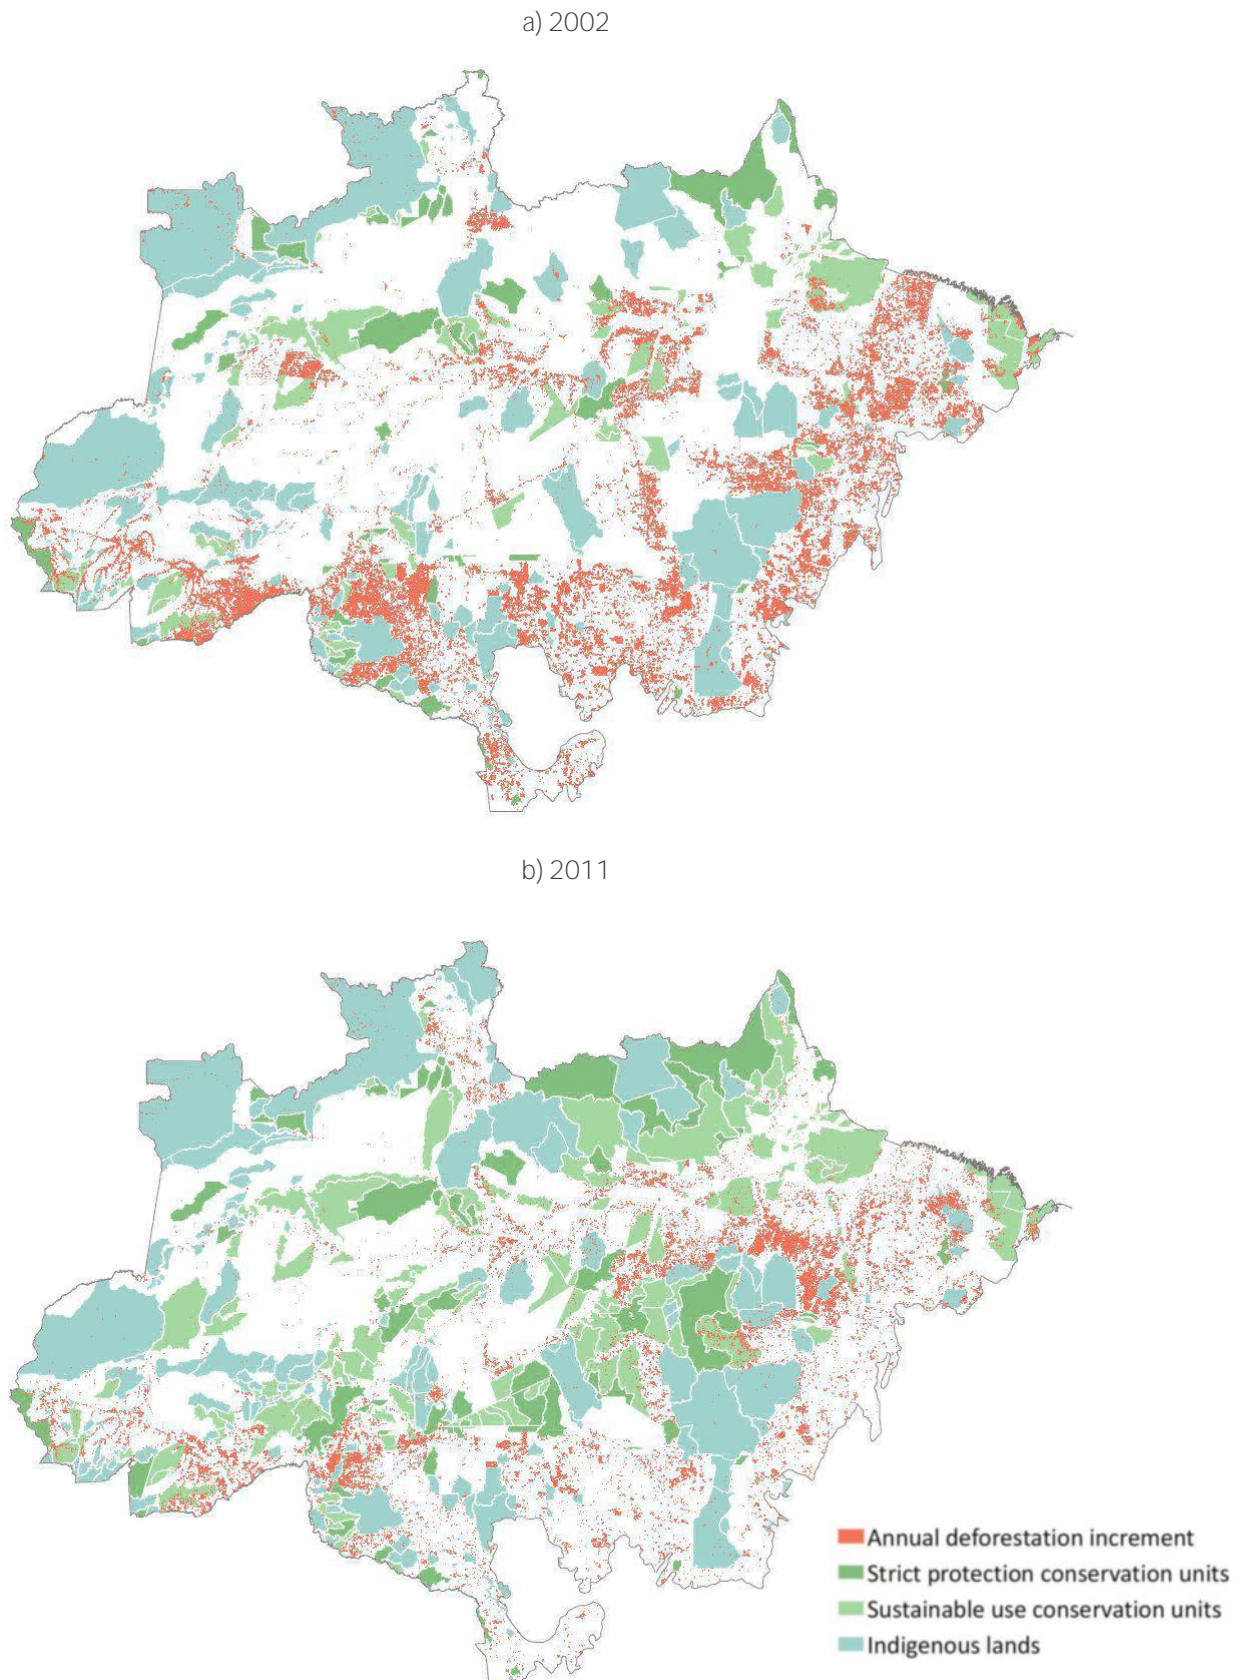 a) 2002
b) 2011
Annual deforestation increment
Strict protection conservation units
Sustainable use conservation units
Indigenous lands